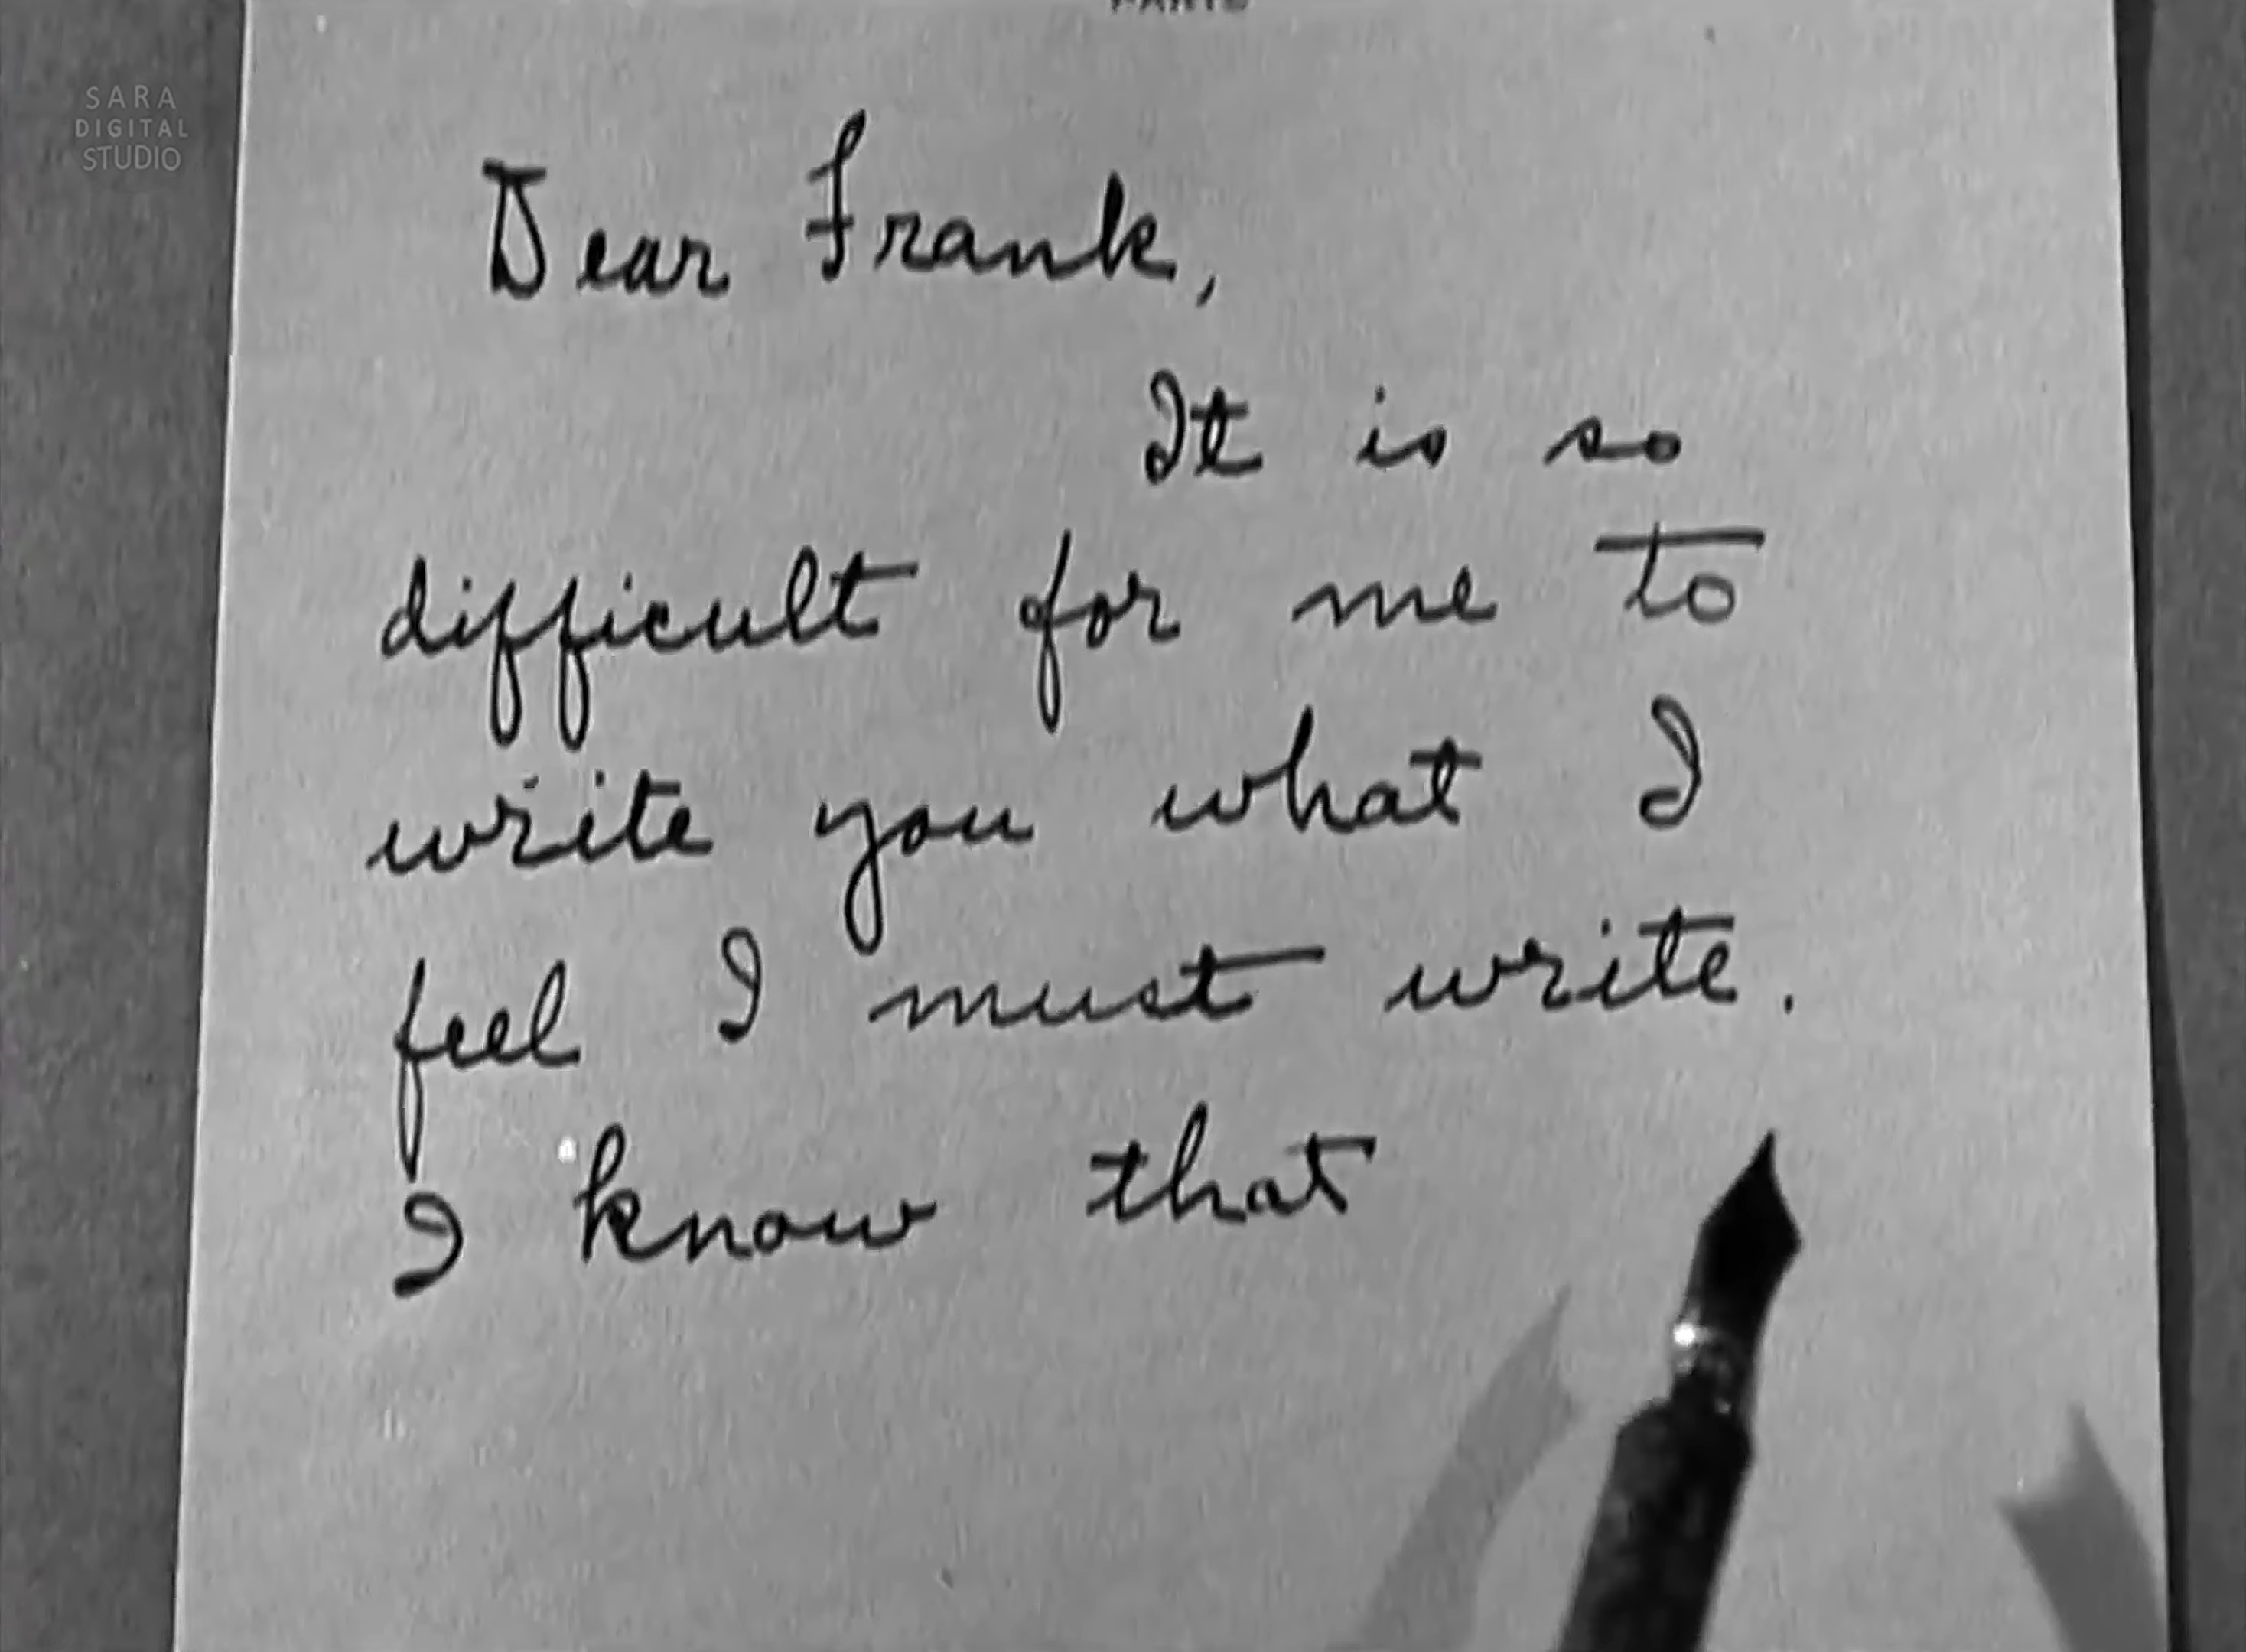 SARA
DIGITAL
STUDIO
Dear Frank,
It is so
difficult for me to
write you what I
feel I must write.
I know that